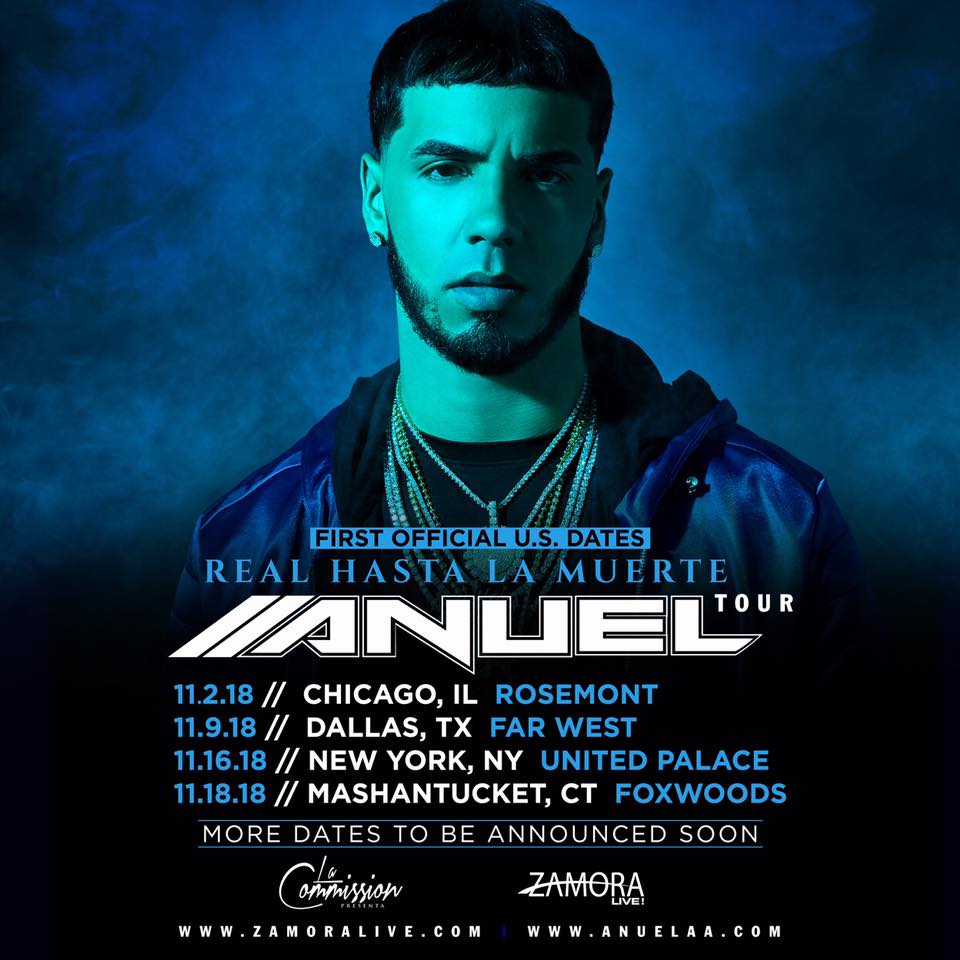 FIRST OFFICIAL U.S. DATES
REAL HASTA LA MUERTE
ANUEL TOUR
11.2.18 // CHICAGO, IL ROSEMONT
11.9.18 // DALLAS, TX FAR WEST
11.16.18 // NEW YORK, NY UNITED PALACE
11.18.18 // MASHANTUCKET, CT FOXWOODS
MORE DATES TO BE ANNOUNCED SOON
La Commission PRESENTA
ZAMORA LIVE!
WWW.ZAMORALIVE.COM | WWW.ANUELAA.COM